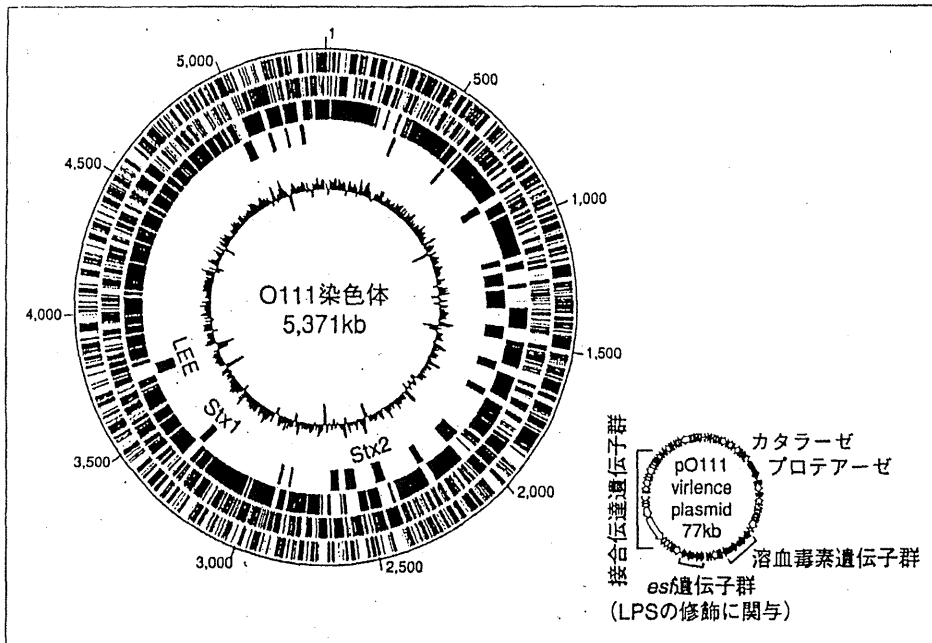 1
500
1,000
1,500
2,000
2,500
3,000
3,500
4,000
4,500
5,000
O111染色体
5,371kb
LEE
Stx1
Stx2
pO111
virlence
plasmid
77kb
カタラーゼ
プロテアーゼ
溶血毒素遺伝子群
接合伝達遺伝子群
esf遺伝子群
(LPSの修飾に関与)